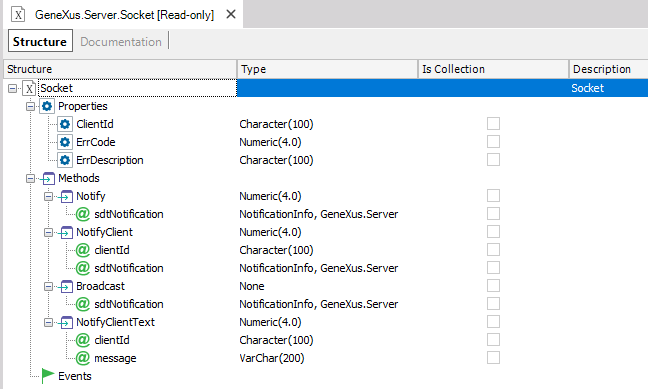 GeneXus.Server.Socket [Read-only] X
Structure Documentation
Structure Type Is Collection Description
Socket Socket
Properties
ClientId Character(100)
ErrCode Numeric(4.0)
ErrDescription Character(100)
Methods
Notify Numeric(4.0)
sdtNotification NotificationInfo, GeneXus.Server
NotifyClient Numeric(4.0)
clientId Character(100)
sdtNotification NotificationInfo, GeneXus.Server
Broadcast None
sdtNotification NotificationInfo, GeneXus.Server
NotifyClientText Numeric(4.0)
clientId Character(100)
message VarChar(200)
Events